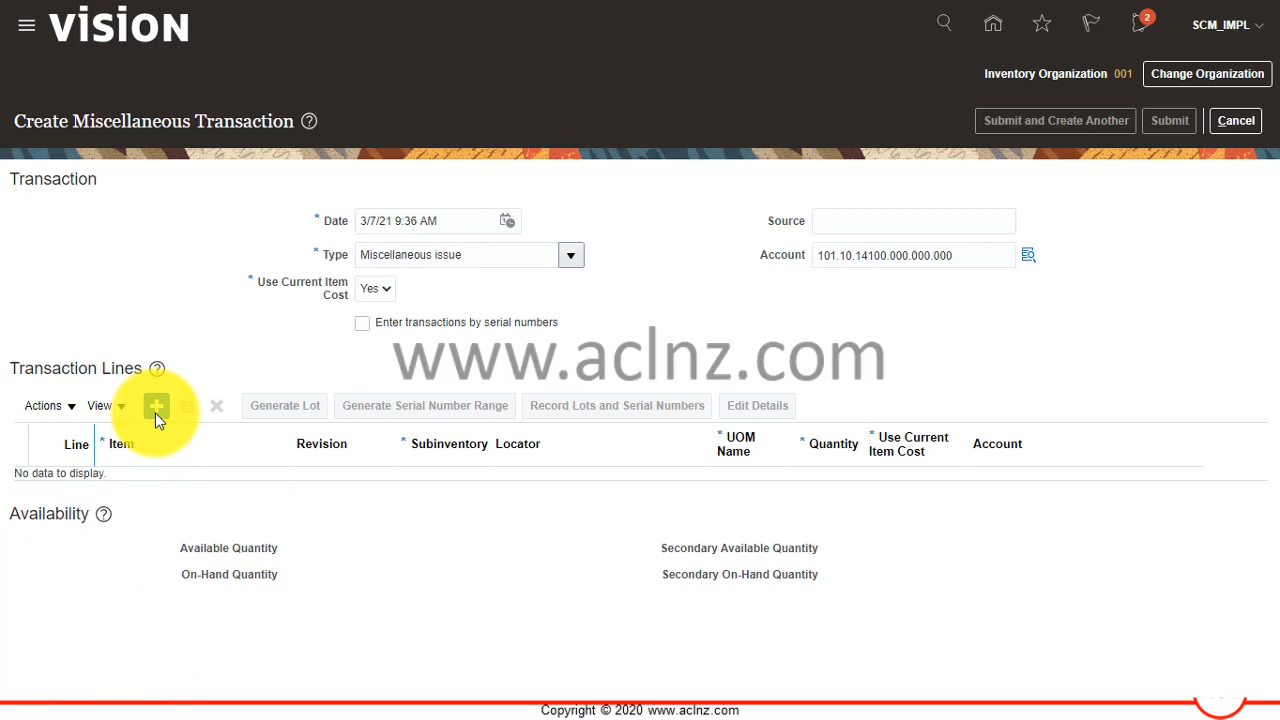 vision
2
SCM_IMPL
Inventory Organization 001 Change Organization
Create Miscellaneous Transaction ?
Submit and Create Another Submit Cancel
Transaction
* Date 3/7/21 9:36 AM
Source
* Type Miscellaneous issue
Account 101.10.14100.000.000.000
* Use Current Item
Cost Yes
Enter transactions by serial numbers
www.aclnz.com
Transaction Lines ?
Actions View Generate Lot Generate Serial Number Range Record Lots and Serial Numbers Edit Details
Line * Item Revision * Subinventory Locator * UOM Name * Quantity * Use Current Item Cost Account
No data to display.
Availability ?
Available Quantity Secondary Available Quantity
On-Hand Quantity Secondary On-Hand Quantity
Copyright © 2020 www.aclnz.com